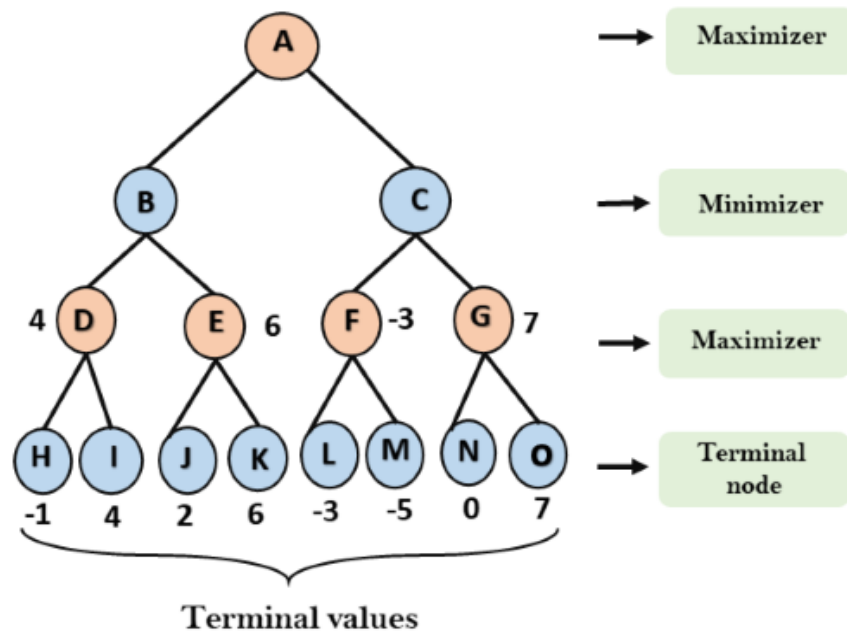 A
Maximizer
B
C
Minimizer
4 D
E 6
F -3
G 7
Maximizer
H I J K L M N O
Terminal
node
-1 4 2 6 -3 -5 0 7
Terminal values